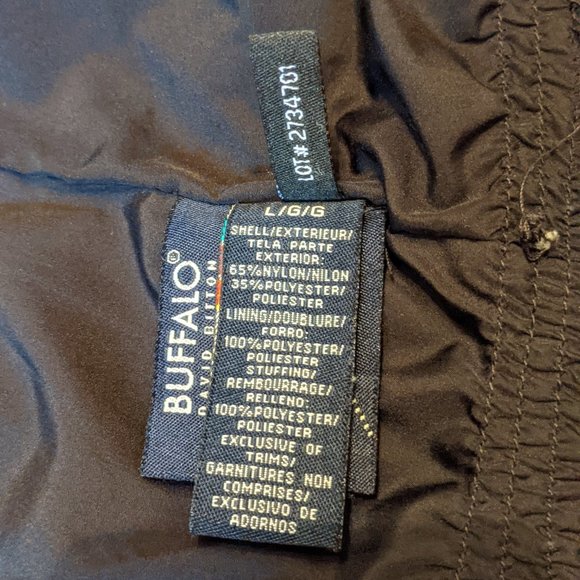 LOT# 2734701
BUFFALO®
DAVID BITTON
L/G/G
SHELL/EXTERIEUR/
TELA PARTE
EXTERIOR:
65%NYLON/NILON
35%POLYESTER/
POLIESTER
LINING/DOUBLURE/
FORRO:
100%POLYESTER/
POLIESTER
STUFFING/
REMBOURRAGE/
RELLENO:
100%POLYESTER/
POLIESTER
EXCLUSIVE OF
TRIMS/
GARNITURES NON
COMPRISES/
EXCLUSIVO DE
ADORNOS